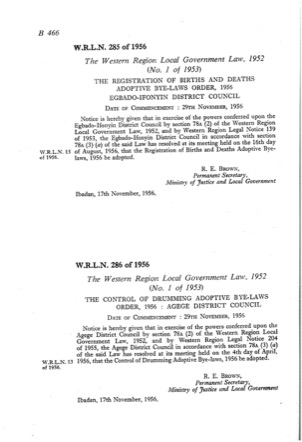 B 466
W.R.L.N. 285 of 1956
The Western Region Local Government Law, 1952
(No. 1 of 1953)
THE REGISTRATION OF BIRTHS AND DEATHS
ADOPTIVE BYE-LAWS ORDER, 1956
EGBADO-IFONYIN DISTRICT COUNCIL
DATE OF COMMENCEMENT : 29TH NOVEMBER, 1956
Notice is hereby given that in exercise of the powers conferred upon the
Egbado-Ifonyin District Council by section 78A (2) of the Western Region
Local Government Law, 1952, and by Western Region Legal Notice 139
of 1953, the Egbado-Ifonyin District Council in accordance with section
78A (3) (a) of the said Law has resolved at its meeting held on the 16th day
W.R.L.N. 13 of 1956.
of August, 1956, that the Registration of Births and Deaths Adoptive Bye-
laws, 1956 be adopted.
R. E. BROWN,
Permanent Secretary,
Ministry of Justice and Local Government
Ibadan, 17th November, 1956.
W.R.L.N. 286 of 1956
The Western Region Local Government Law, 1952
(No. 1 of 1953)
THE CONTROL OF DRUMMING ADOPTIVE BYE-LAWS
ORDER, 1956 : AGEGE DISTRICT COUNCIL
DATE OF COMMENCEMENT : 29TH NOVEMBER, 1956
Notice is hereby given that in exercise of the powers conferred upon the
Agege District Council by section 78A (2) of the Western Region Local
Government Law, 1952, and by Western Region Legal Notice 204
of 1955, the Agege District Council in accordance with section 78A (3) (a)
of the said Law has resolved at its meeting held on the 4th day of April,
W.R.L.N. 13 of 1956.
1956, that the Control of Drumming Adoptive Bye-laws, 1956 be adopted.
R. E. BROWN,
Permanent Secretary,
Ministry of Justice and Local Government
Ibadan, 17th November, 1956.